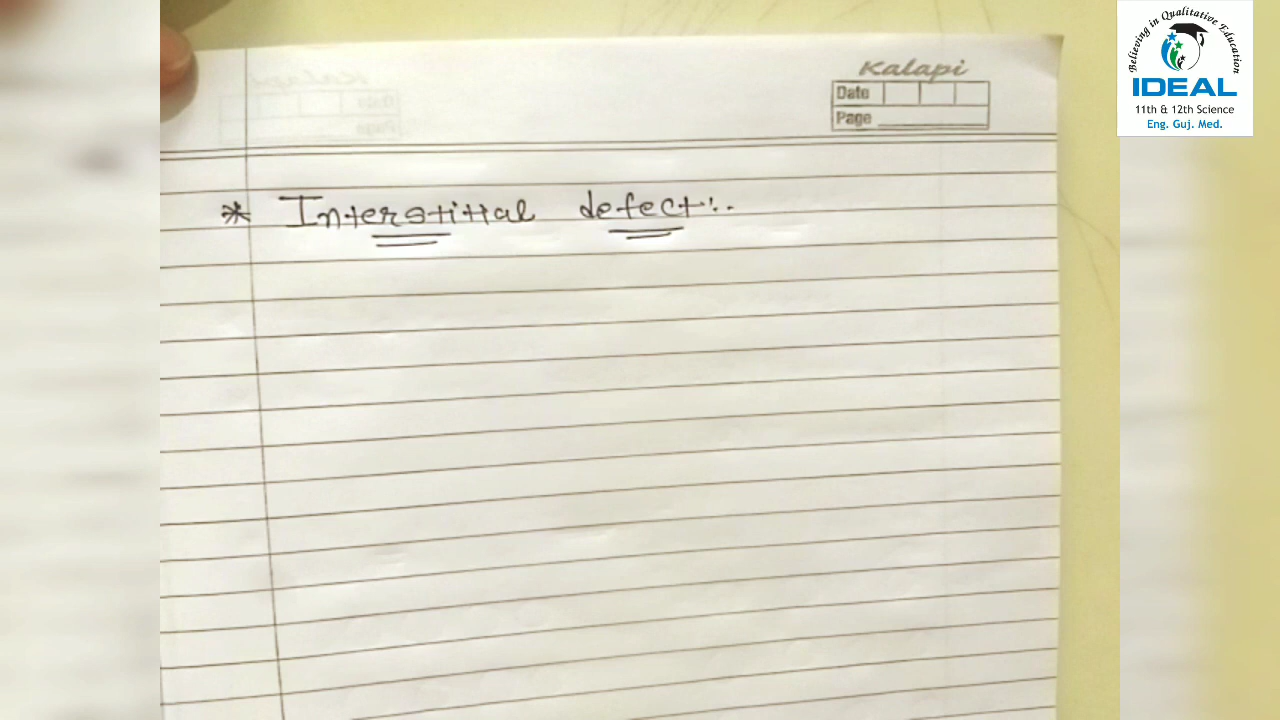 Kalapi
Date
Page
Believing in Qualitative Education
IDEAL
11th & 12th Science
Eng. Guj. Med.
* Interstitial defect :-